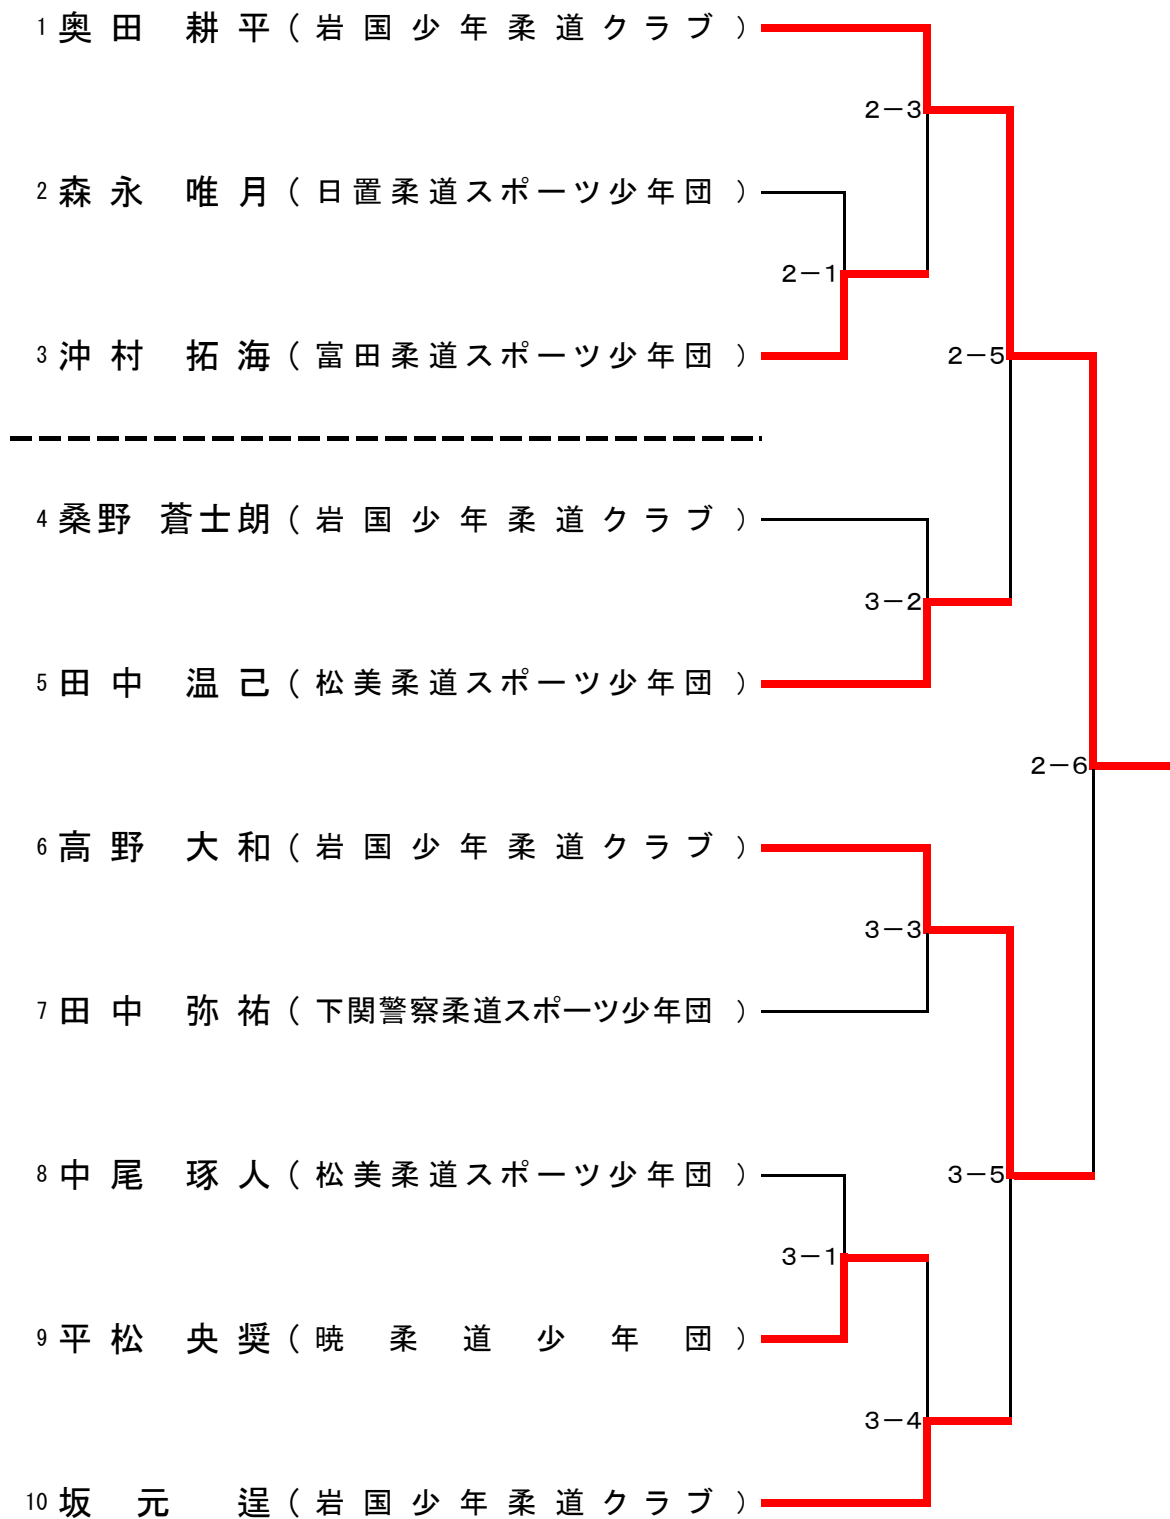 1 奥田 耕平 (岩国少年柔道クラブ)
2－3
2 森永 唯月 (日置柔道スポーツ少年団)
2－1
3 沖村 拓海 (富田柔道スポーツ少年団)
2－5
4 桑野 蒼士朗 (岩国少年柔道クラブ)
3－2
5 田中 温己 (松美柔道スポーツ少年団)
2－6
6 高野 大和 (岩国少年柔道クラブ)
3－3
7 田中 弥祐 (下関警察柔道スポーツ少年団)
8 中尾 琢人 (松美柔道スポーツ少年団)
3－5
3－1
9 平松 央奨 (暁柔道少年団)
3－4
10 坂元 逞 (岩国少年柔道クラブ)